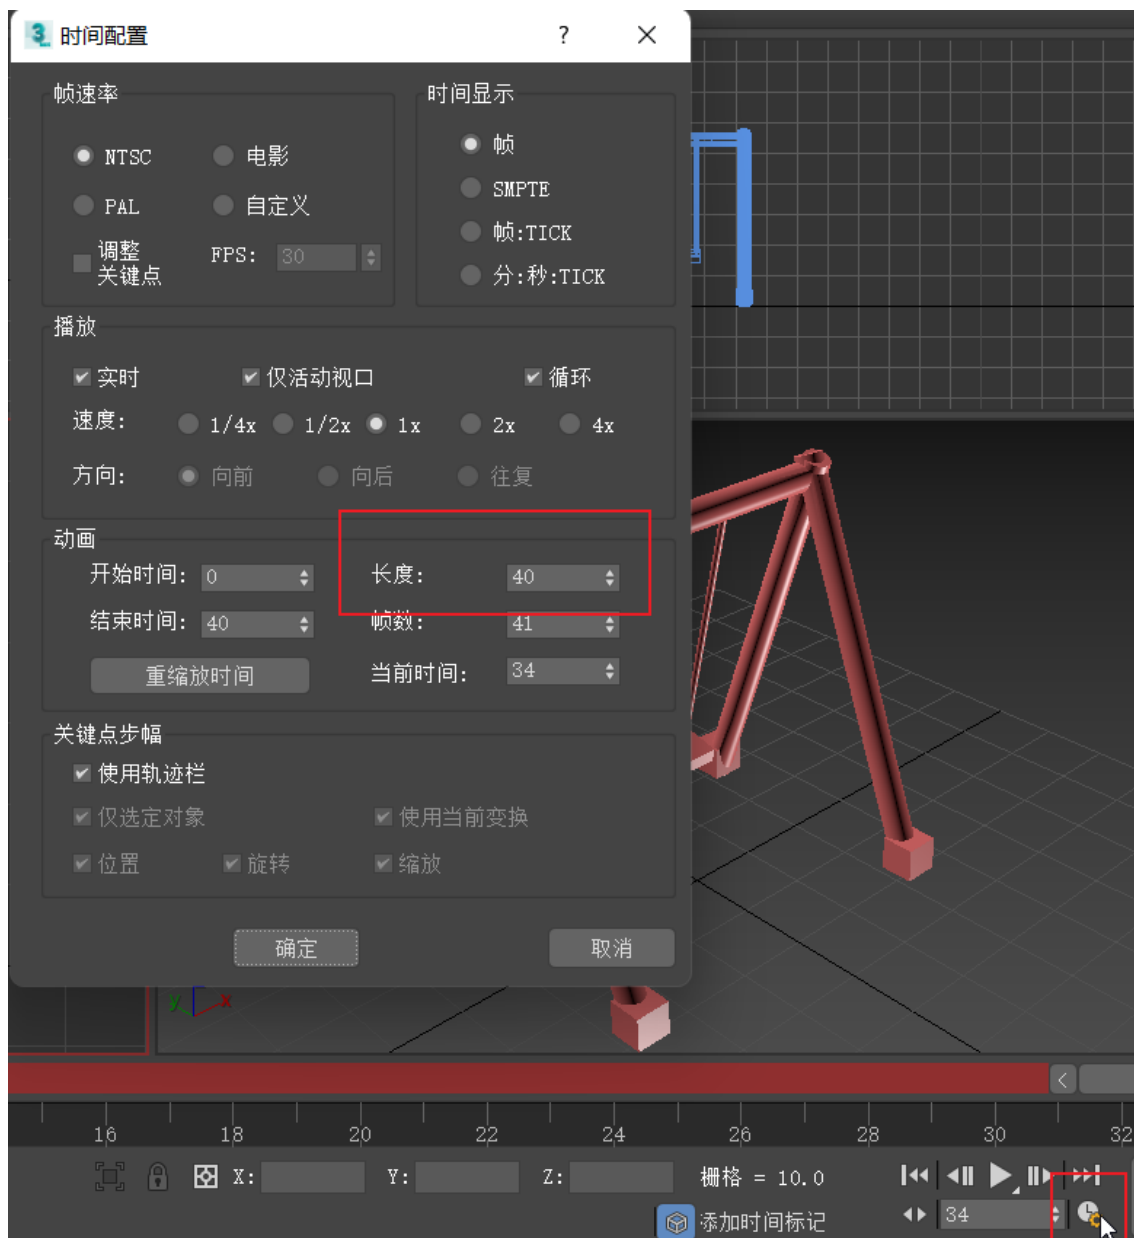 时间配置 ? ×
帧速率
NTSC 电影
PAL 自定义
调整
关键点
FPS: 30
时间显示
帧
SMPTE
帧:TICK
分:秒:TICK
播放
实时 仅活动视口 循环
速度: 1/4x 1/2x 1x 2x 4x
方向: 向前 向后 往复
动画
开始时间: 0 长度: 40
结束时间: 40 帧数: 41
重缩放时间 当前时间: 34
关键点步幅
使用轨迹栏
仅选定对象 使用当前变换
位置 旋转 缩放
确定 取消
y x
16 18 20 22 24 26 28 30 32
X: Y: Z: 栅格 = 10.0
添加时间标记 34